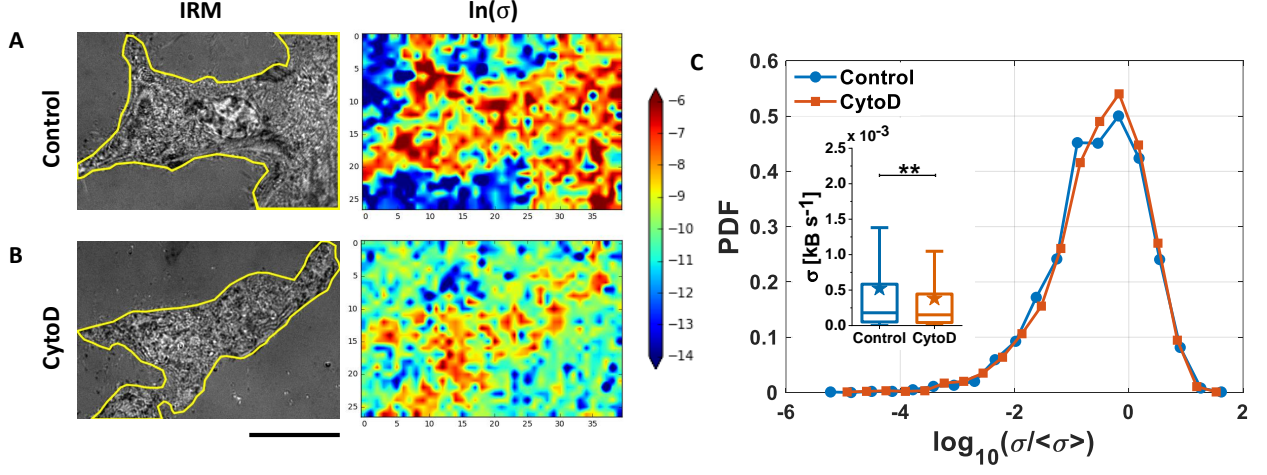 IRM
ln(σ)
A
Control
0
5
10
15
20
25
0 5 10 15 20 25 30 35
B
CytoD
0
5
10
15
20
25
0 5 10 15 20 25 30 35
−6
−7
−8
−9
−10
−11
−12
−13
−14
C
PDF
0.6
0.5
0.4
0.3
0.2
0.1
0
-6 -4 -2 0 2
log10(σ/<σ>)
Control
CytoD
x 10-3
σ [kB s-1]
2.5
2.0
1.5
1.0
0.5
0.0
**
Control CytoD